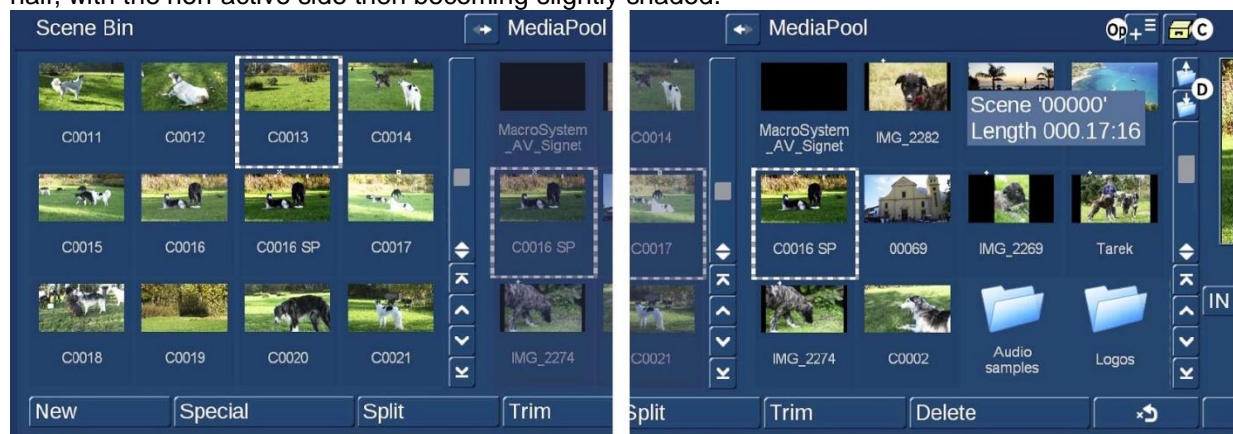 half, with the non-active side then becoming slightly shaded.
Scene Bin
MediaPool
C0011
C0012
C0013
C0014
MacroSystem
_AV_Signet
C0015
C0016
C0016 SP
C0017
C0016 SP
C0018
C0019
C0020
C0021
IMG_2274
New
Special
Split
Trim
MediaPool
Op
C
D
Scene '00000'
Length 000.17:16
C0014
MacroSystem
_AV_Signet
IMG_2282
C0017
C0016 SP
00069
IMG_2269
Tarek
IN
C0021
IMG_2274
C0002
Audio
samples
Logos
Split
Trim
Delete